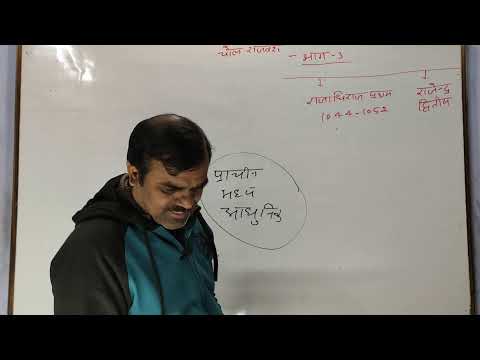 चोल राजवंश - भाग-3
राजाधिराज प्रथम
1044-1052
राजेन्द्र
द्वितीय
प्राचीन
मध्य
आधुनिक